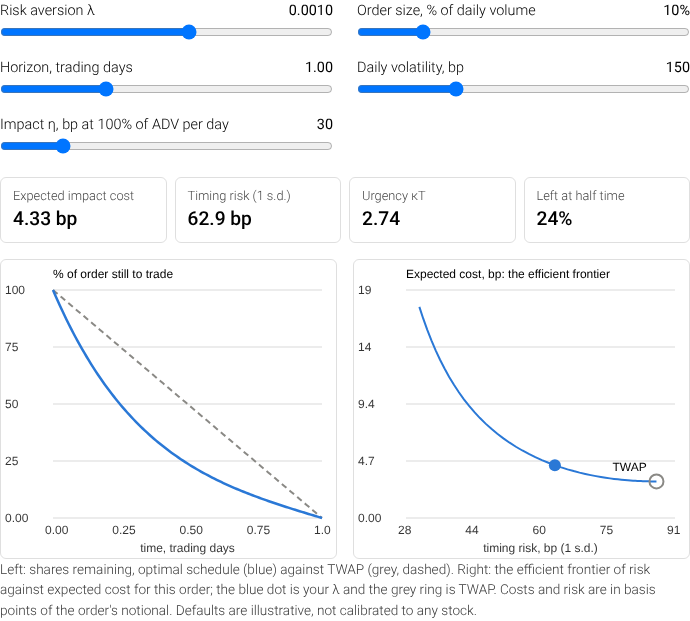 Risk aversion λ 0.0010
Order size, % of daily volume 10%
Horizon, trading days 1.00
Daily volatility, bp 150
Impact η, bp at 100% of ADV per day 30
Expected impact cost
4.33 bp
Timing risk (1 s.d.)
62.9 bp
Urgency κT
2.74
Left at half time
24%
% of order still to trade
100
75
50
25
0.00
0.00 0.25 0.50 0.75 1.0
time, trading days
Expected cost, bp: the efficient frontier
19
14
9.4
4.7
0.00
TWAP
28 44 60 75 91
timing risk, bp (1 s.d.)
Left: shares remaining, optimal schedule (blue) against TWAP (grey, dashed). Right: the efficient frontier of risk
against expected cost for this order; the blue dot is your λ and the grey ring is TWAP. Costs and risk are in basis
points of the order's notional. Defaults are illustrative, not calibrated to any stock.